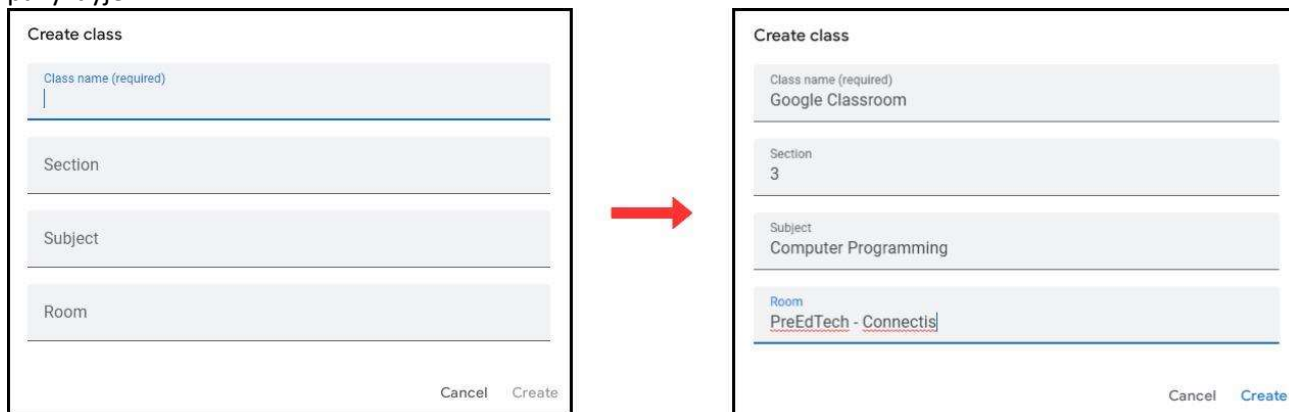 Create class
Class name (required)
Section
Subject
Room
Cancel Create
Create class
Class name (required)
Google Classroom
Section
3
Subject
Computer Programming
Room
PreEdTech - Connectis
Cancel Create